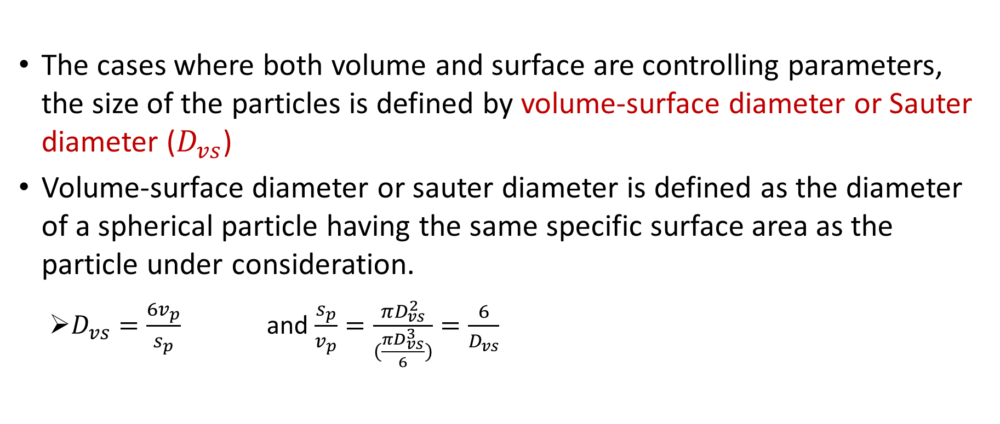 • The cases where both volume and surface are controlling parameters,
the size of the particles is defined by volume-surface diameter or Sauter
diameter (𝐷𝑣𝑠)
• Volume-surface diameter or sauter diameter is defined as the diameter
of a spherical particle having the same specific surface area as the
particle under consideration.
➢ $D_{vs} = \frac{6v_p}{s_p}$ and $\frac{s_p}{v_p} = \frac{\pi D_{vs}^2}{(\frac{\pi D_{vs}^3}{6})} = \frac{6}{D_{vs}}$